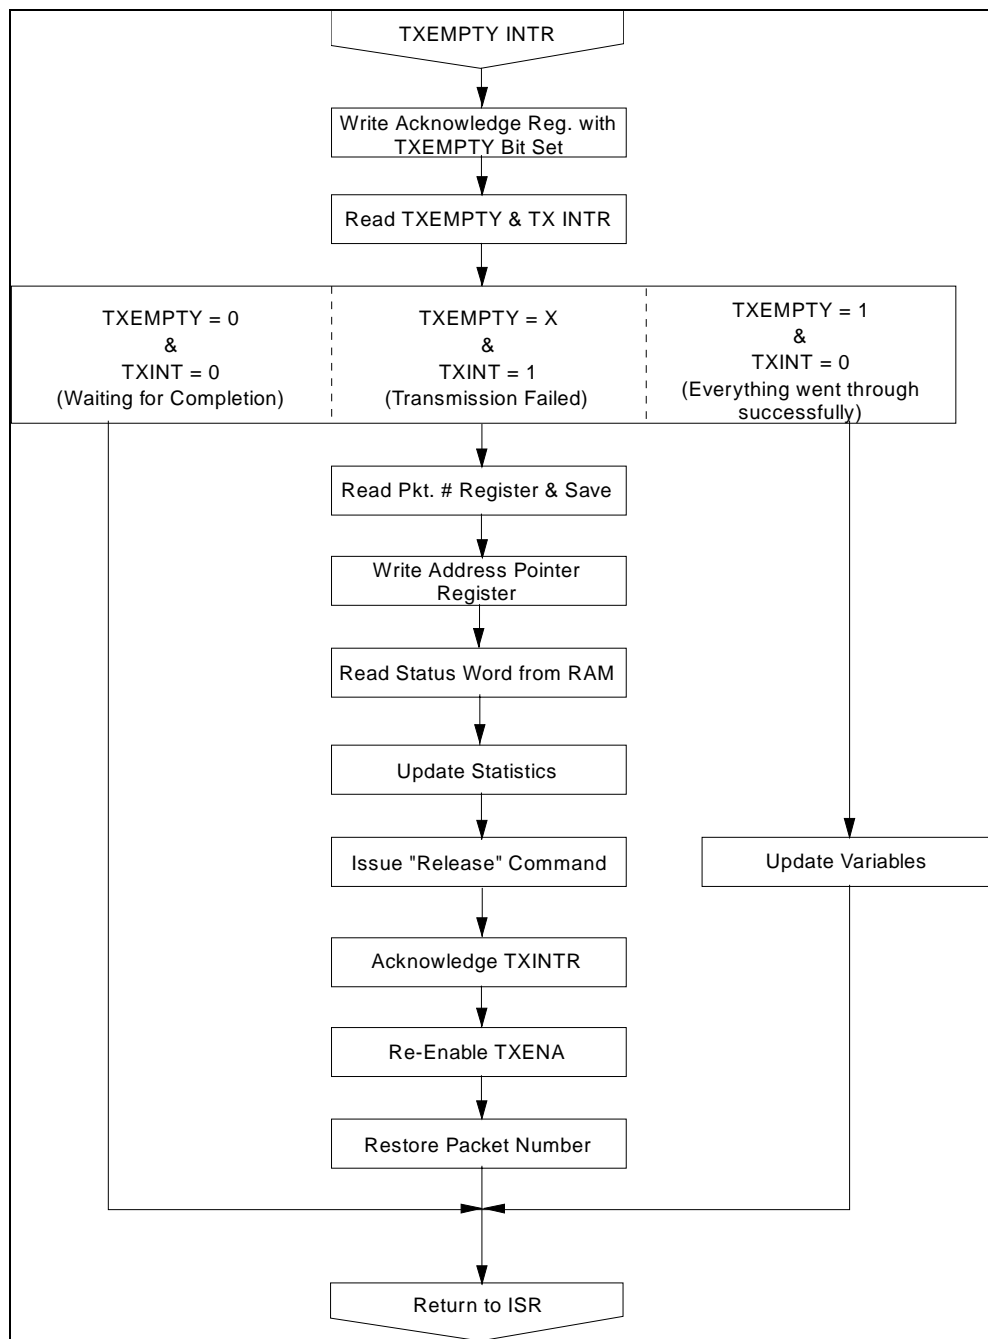 TXEMPTY INTR
Write Acknowledge Reg. with
TXEMPTY Bit Set
Read TXEMPTY & TX INTR
TXEMPTY = 0
&
TXINT = 0
(Waiting for Completion)
TXEMPTY = X
&
TXINT = 1
(Transmission Failed)
TXEMPTY = 1
&
TXINT = 0
(Everything went through
successfully)
Read Pkt. # Register & Save
Write Address Pointer
Register
Read Status Word from RAM
Update Statistics
Issue "Release" Command
Update Variables
Acknowledge TXINTR
Re-Enable TXENA
Restore Packet Number
Return to ISR